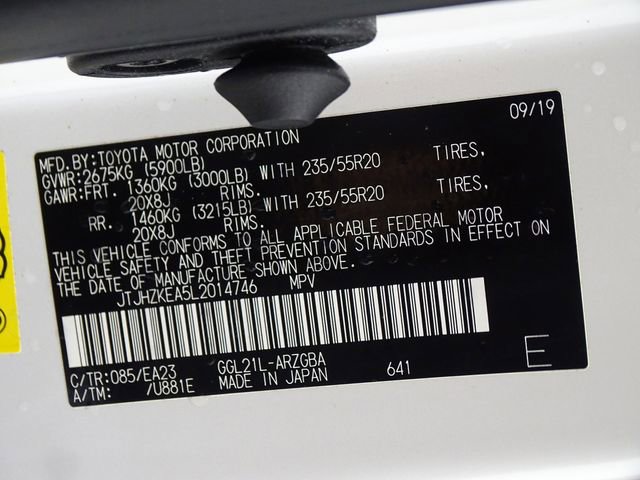 09/19
MFD.BY:TOYOTA MOTOR CORPORATION
GVWR:2675KG (5900LB)
GAWR:FRT. 1360KG (3000LB) WITH 235/55R20 TIRES,
20X8J RIMS.
RR. 1460KG (3215LB) WITH 235/55R20 TIRES,
20X8J RIMS.
THIS VEHICLE CONFORMS TO ALL APPLICABLE FEDERAL MOTOR
VEHICLE SAFETY AND THEFT PREVENTION STANDARDS IN EFFECT ON
THE DATE OF MANUFACTURE SHOWN ABOVE.
JTJHZKEA5L2014746 MPV
C/TR:085/EA23 GGL21L-ARZGBA 641
A/TM: /U881E MADE IN JAPAN
E